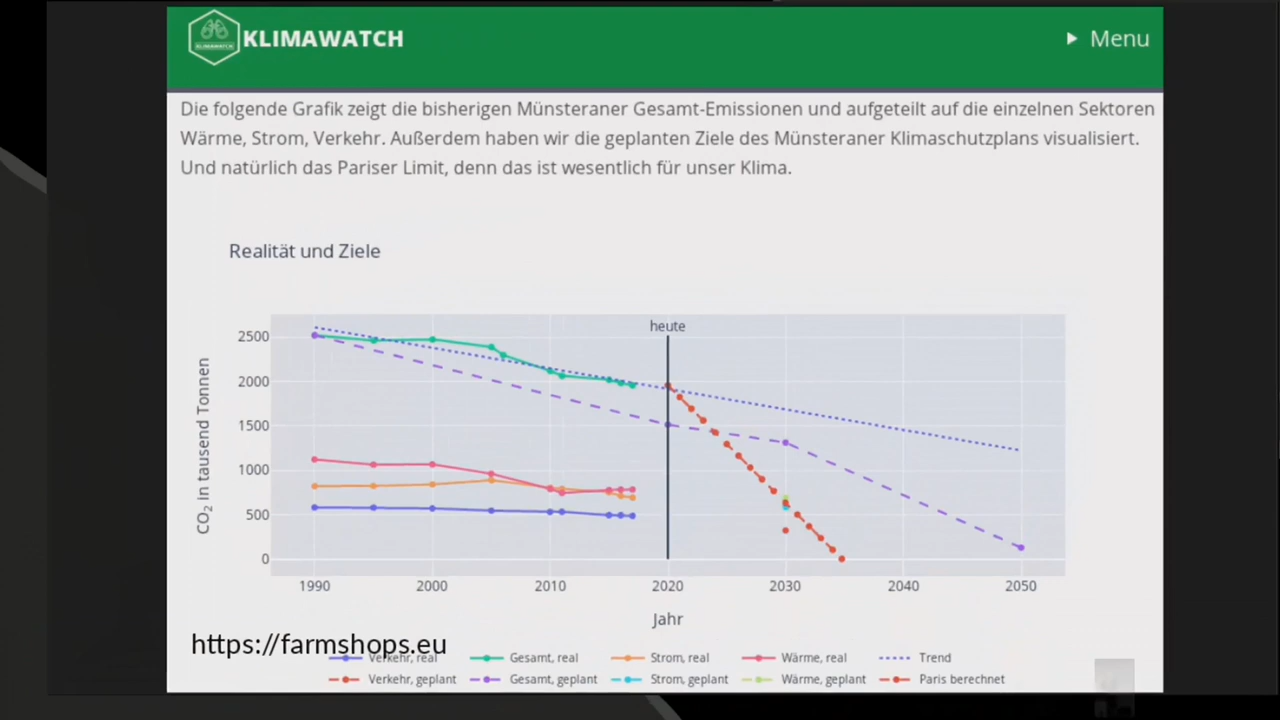 KLIMAWATCH
KLIMAWATCH
Menu
Die folgende Grafik zeigt die bisherigen Münsteraner Gesamt-Emissionen und aufgeteilt auf die einzelnen Sektoren
Wärme, Strom, Verkehr. Außerdem haben wir die geplanten Ziele des Münsteraner Klimaschutzplans visualisiert.
Und natürlich das Pariser Limit, denn das ist wesentlich für unser Klima.
Realität und Ziele
heute
2500
2000
1500
1000
500
0
CO₂ in tausend Tonnen
1990 2000 2010 2020 2030 2040 2050
Jahr
https://farmshops.eu
Verkehr, real Gesamt, real Strom, real Wärme, real Trend
Verkehr, geplant Gesamt, geplant Strom, geplant Wärme, geplant Paris berechnet